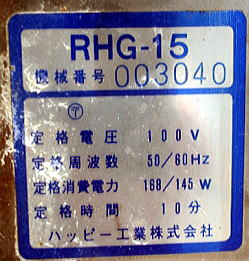 RHG-15
機械番号 003040
〒
定格電圧 100V
定格周波数 50/60Hz
定格消費電力 168/145W
定格時間 10分
ハッピー工業株式会社